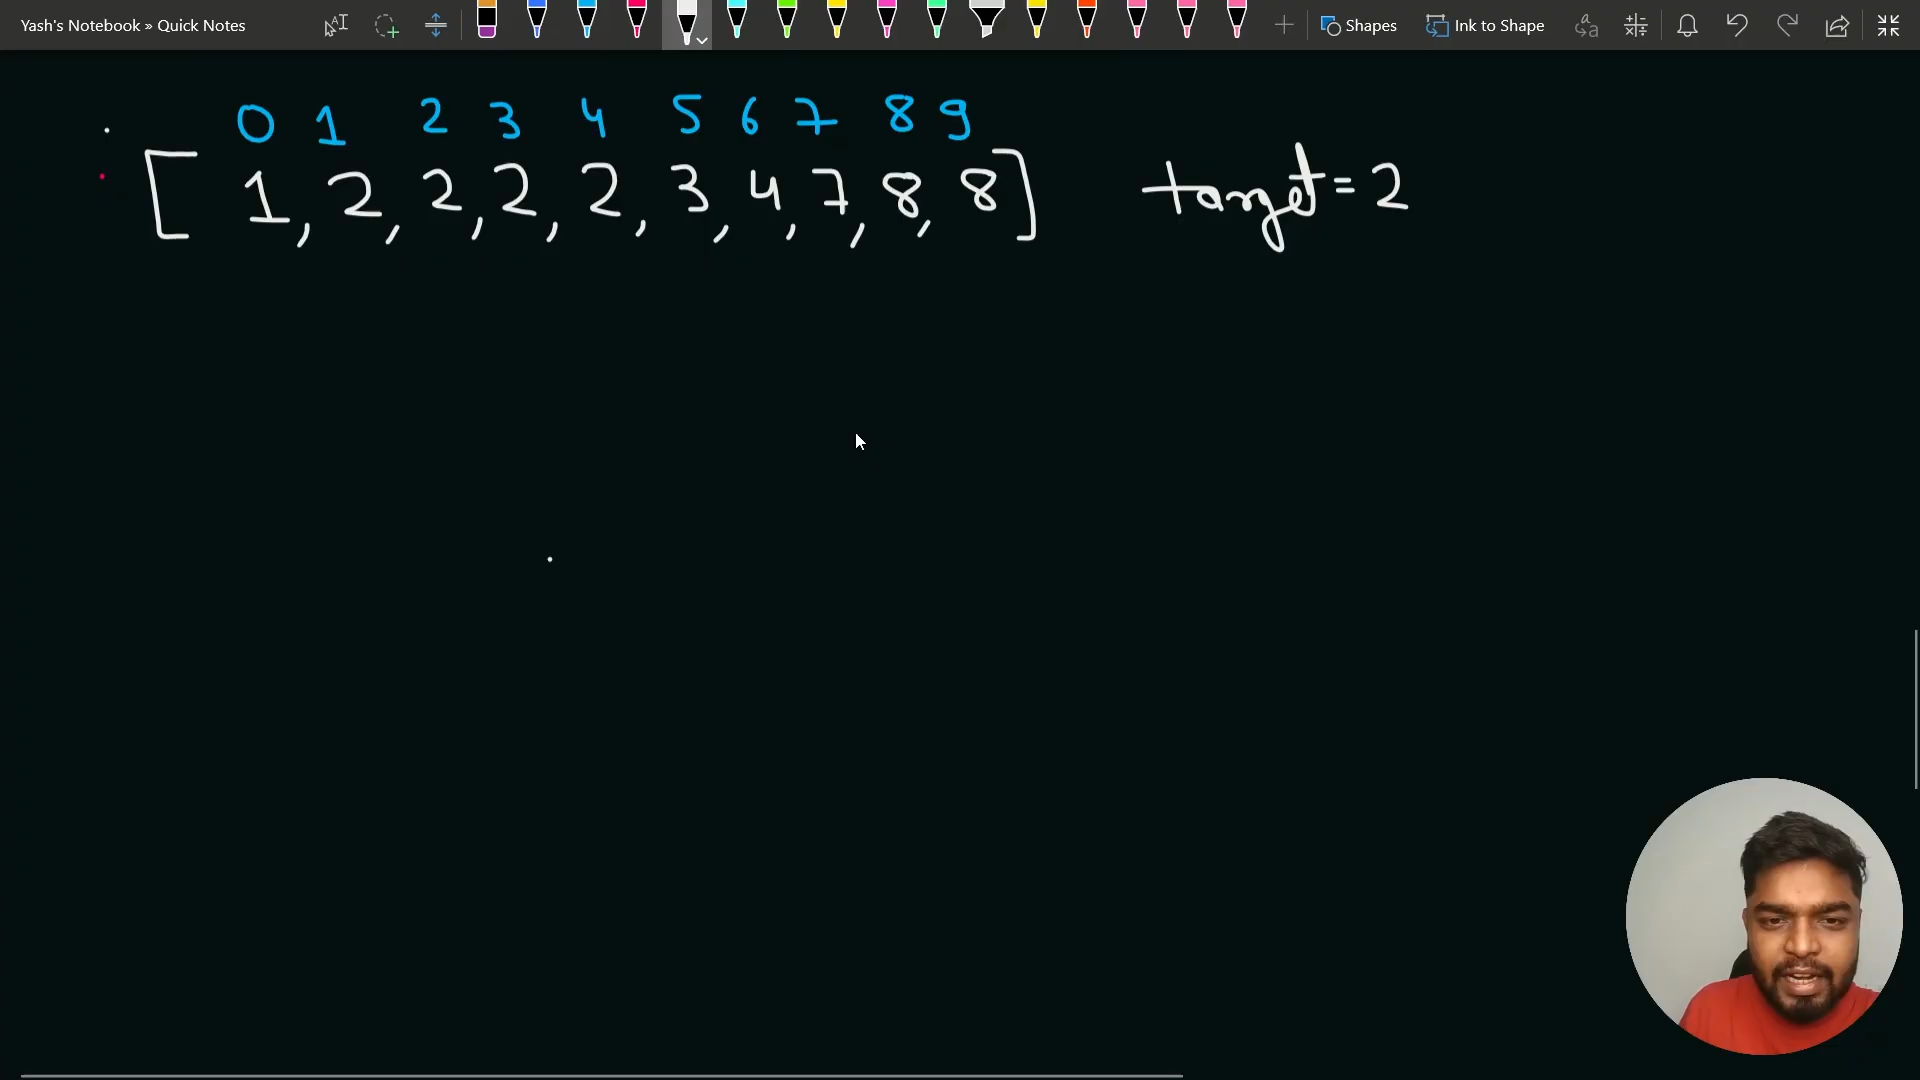 Yash's Notebook » Quick Notes Shapes Ink to Shape
0 1 2 3 4 5 6 7 8 9
[ 1, 2, 2, 2, 2, 3, 4, 7, 8, 8] target = 2